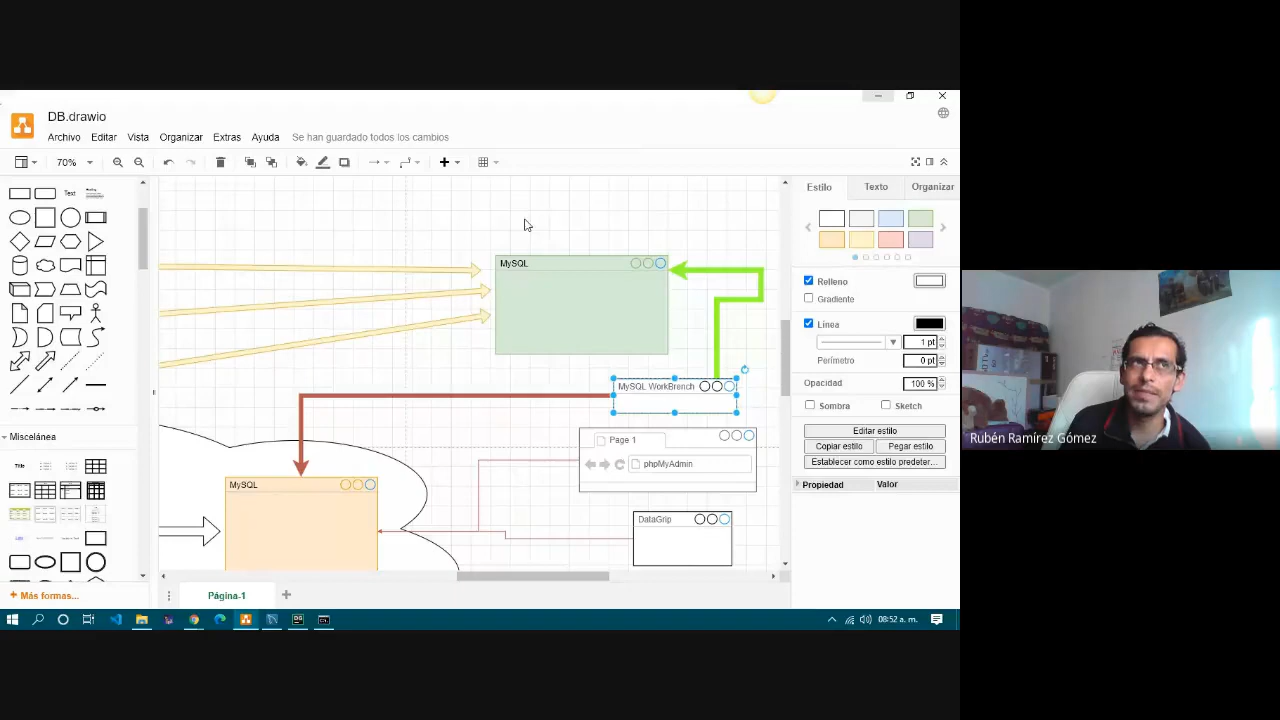 DB.drawio
Archivo Editar Vista Organizar Extras Ayuda Se han guardado todos los cambios
70%
Text
Estilo Texto Organizar
MySQL
Relleno
Gradiente
Línea
1 pt
Perímetro 0 pt
MySQL WorkBrench
Opacidad 100 %
Sombra Sketch
Editar estilo
Copiar estilo Pegar estilo
Establecer como estilo predeter...
Propiedad Valor
Rubén Ramírez Gómez
Miscelánea
Title
Page 1
phpMyAdmin
MySQL
DataGrip
+ Más formas...
Página-1
08:52 a. m.